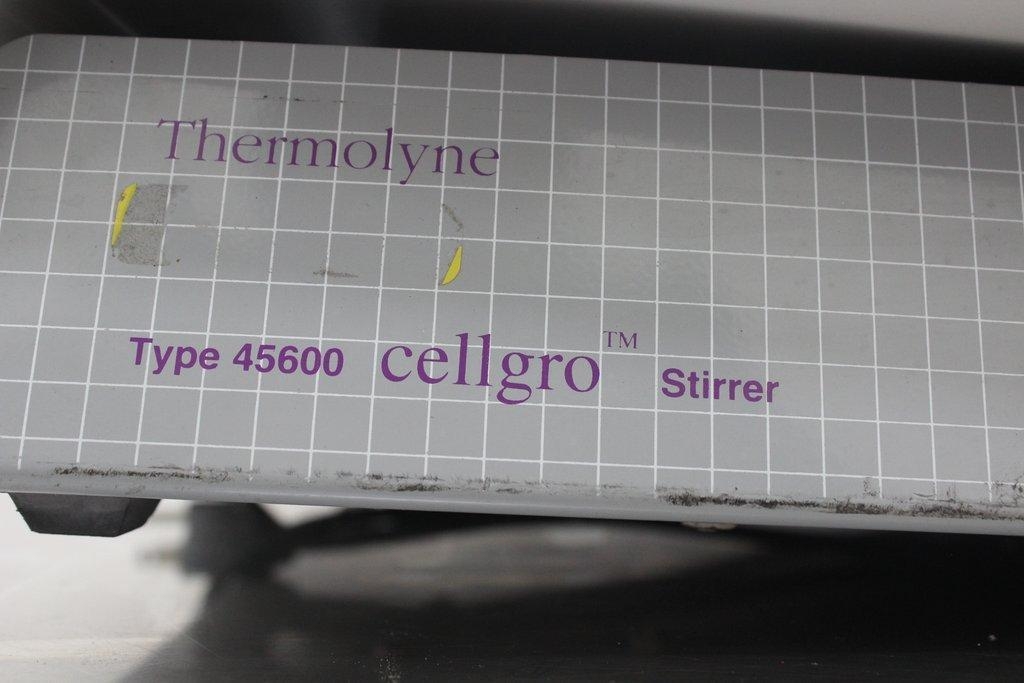 Thermolyne
Type 45600 cellgro™ Stirrer